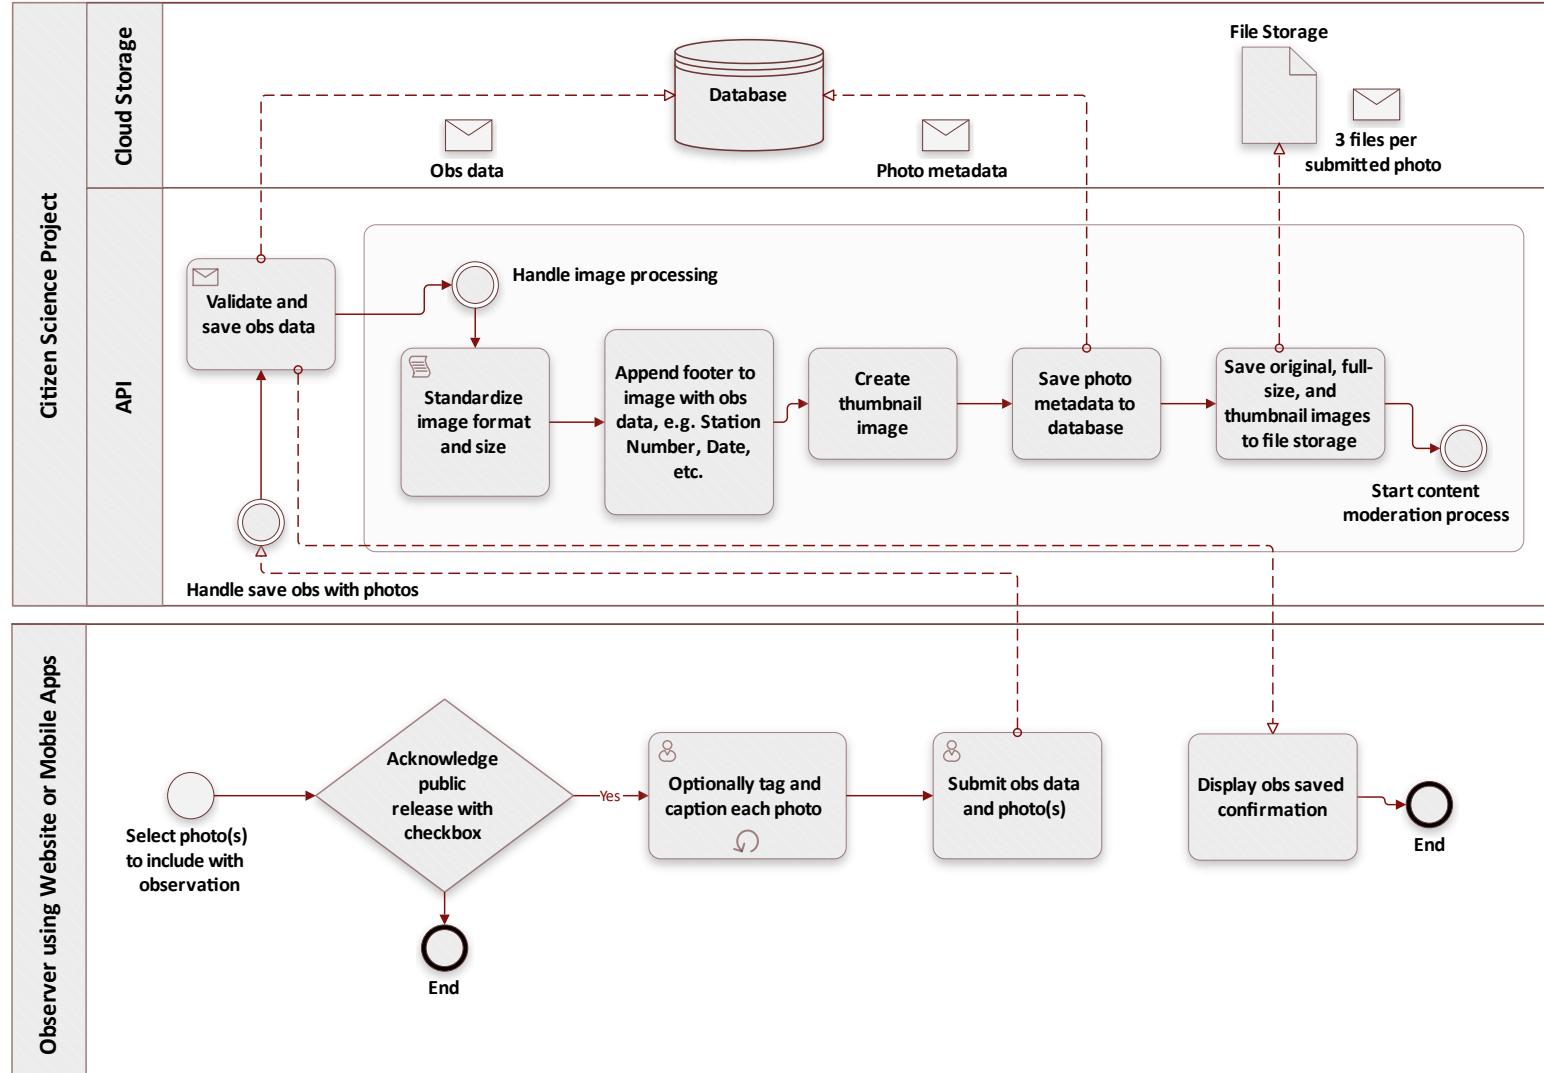 Citizen Science Project
Cloud Storage
Database
Obs data
Photo metadata
File Storage
3 files per
submitted photo
API
Validate and
save obs data
Handle image processing
Standardize
image format
and size
Append footer to
image with obs
data, e.g. Station
Number, Date,
etc.
Create
thumbnail
image
Save photo
metadata to
database
Save original, full-
size, and
thumbnail images
to file storage
Start content
moderation process
Handle save obs with photos
Observer using Website or Mobile Apps
Select photo(s)
to include with
observation
Acknowledge
public
release with
checkbox
Yes
End
Optionally tag and
caption each photo
Submit obs data
and photo(s)
Display obs saved
confirmation
End